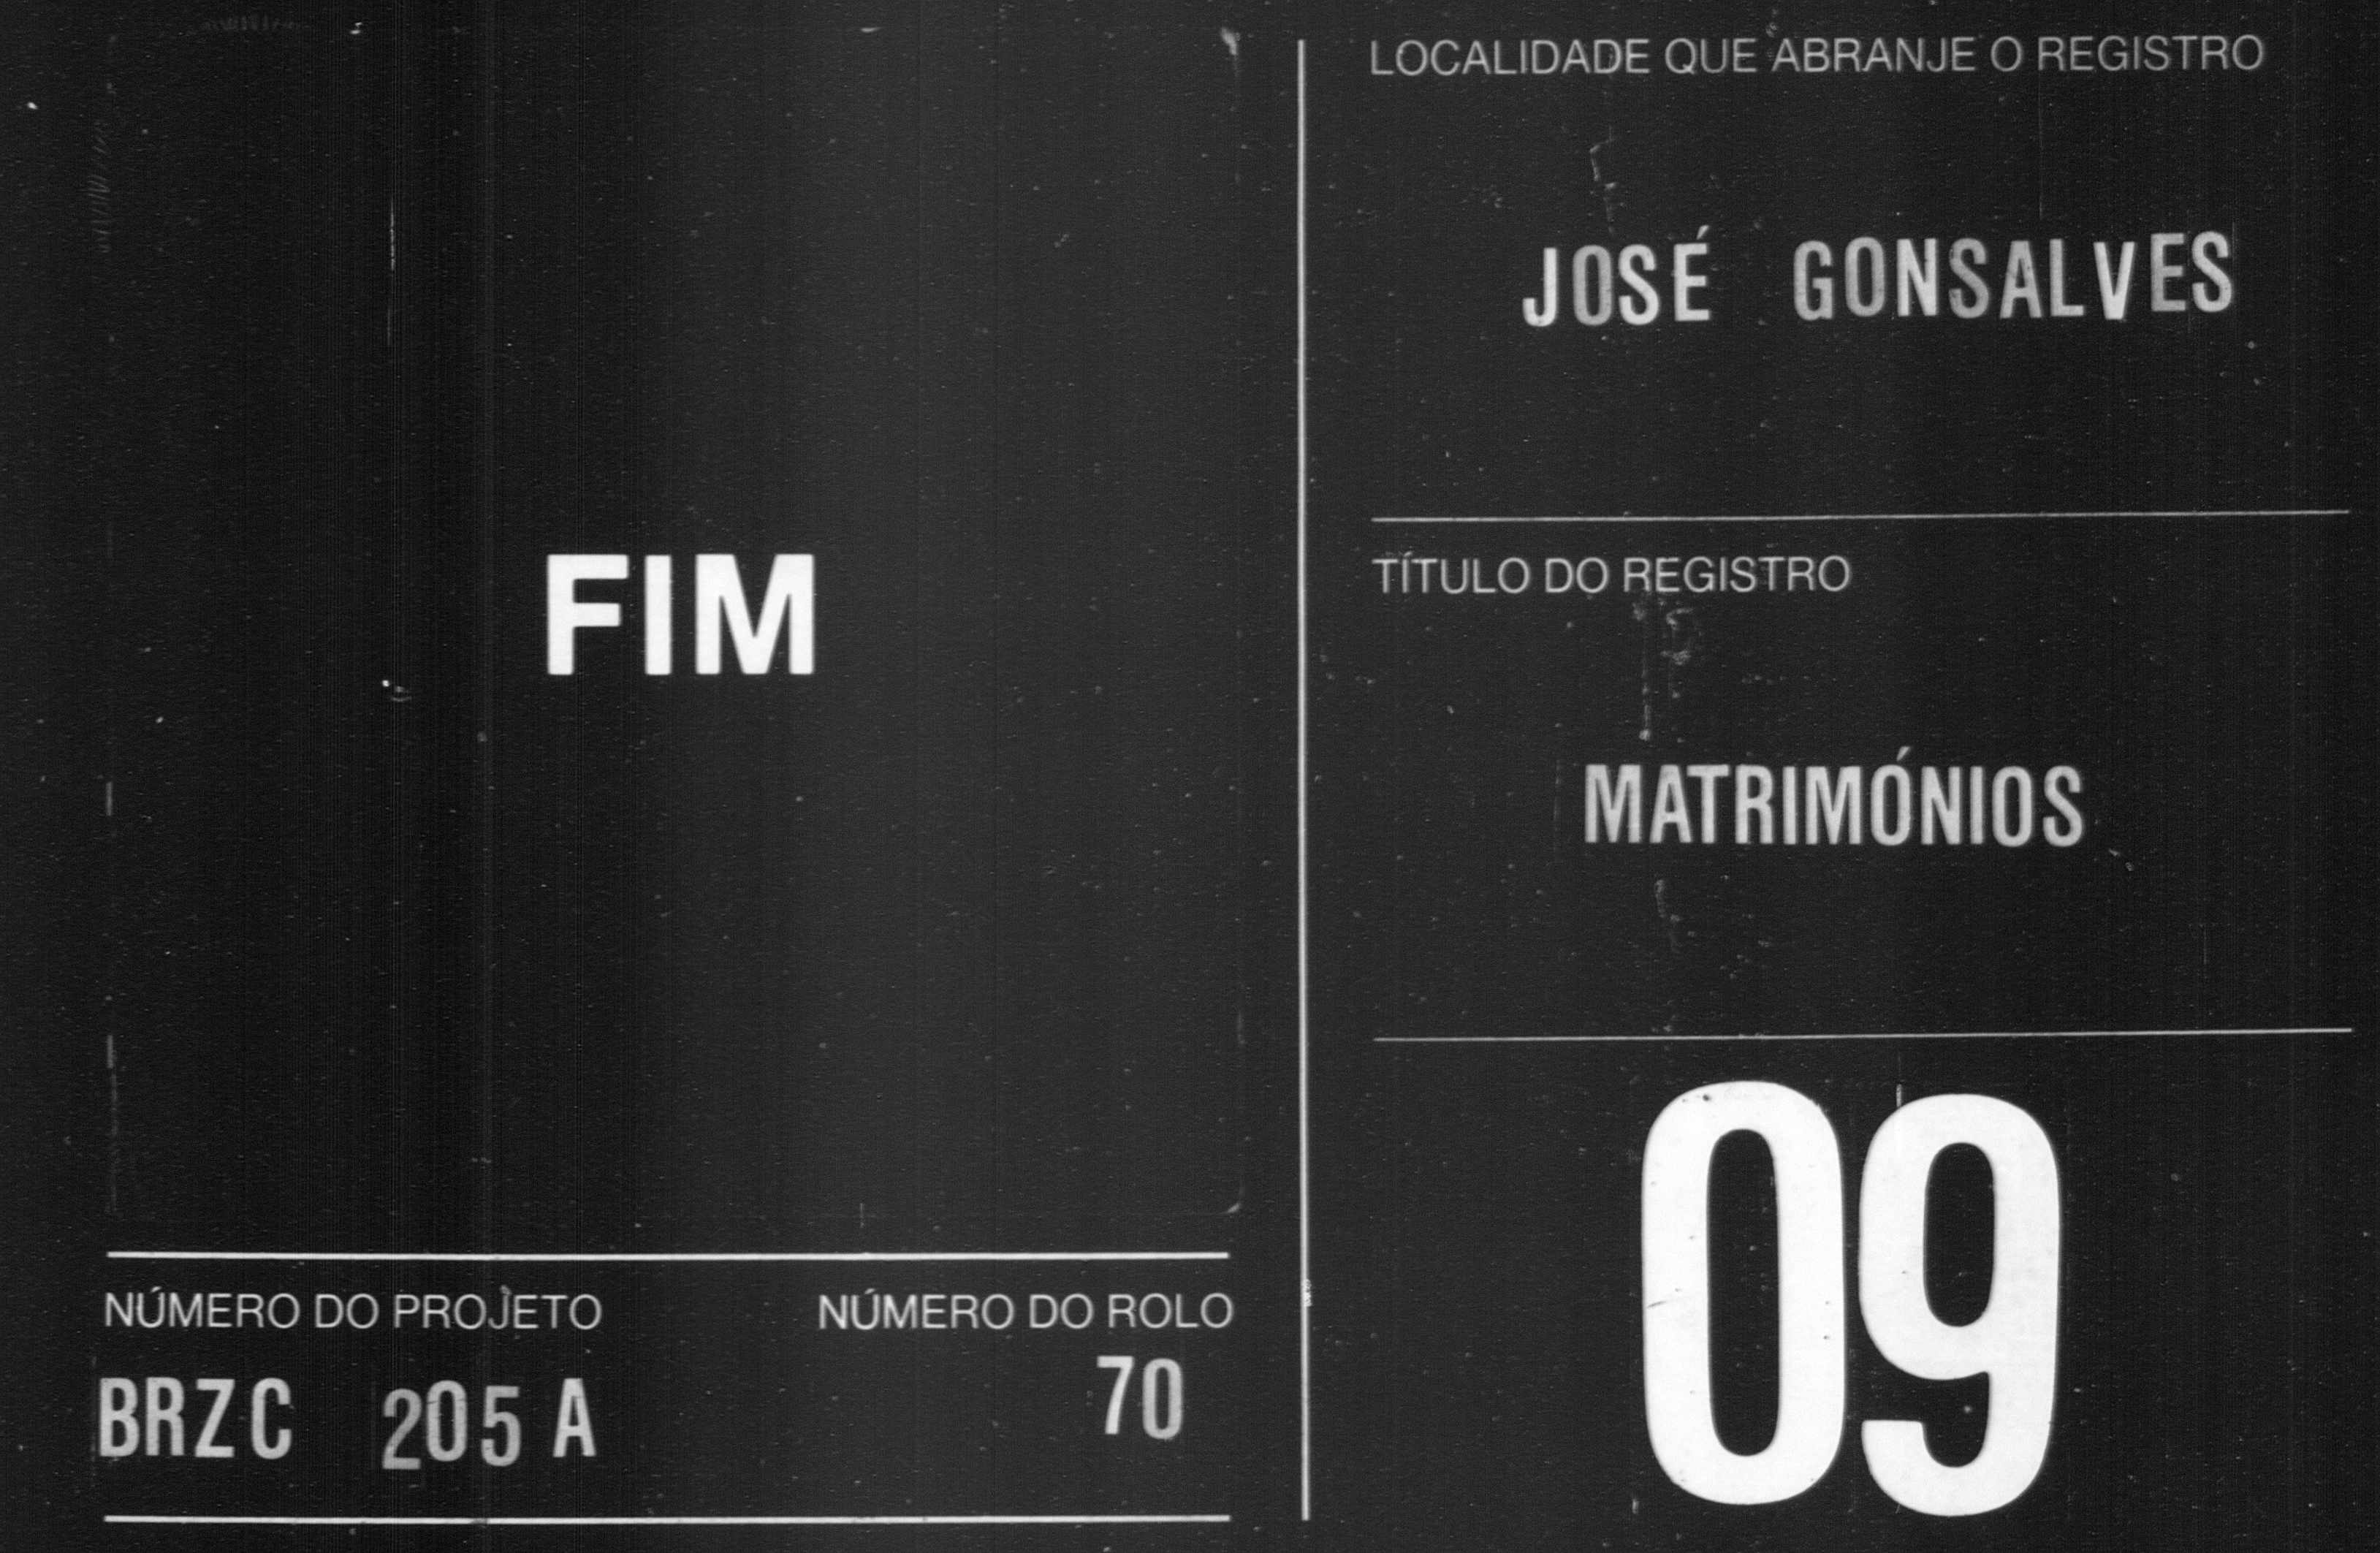 FIM
NÚMERO DO PROJETO
BRZC 205 A
NÚMERO DO ROLO
70
LOCALIDADE QUE ABRANJE O REGISTRO
JOSÉ GONSALVES
TÍTULO DO REGISTRO
MATRIMÓNIOS
09